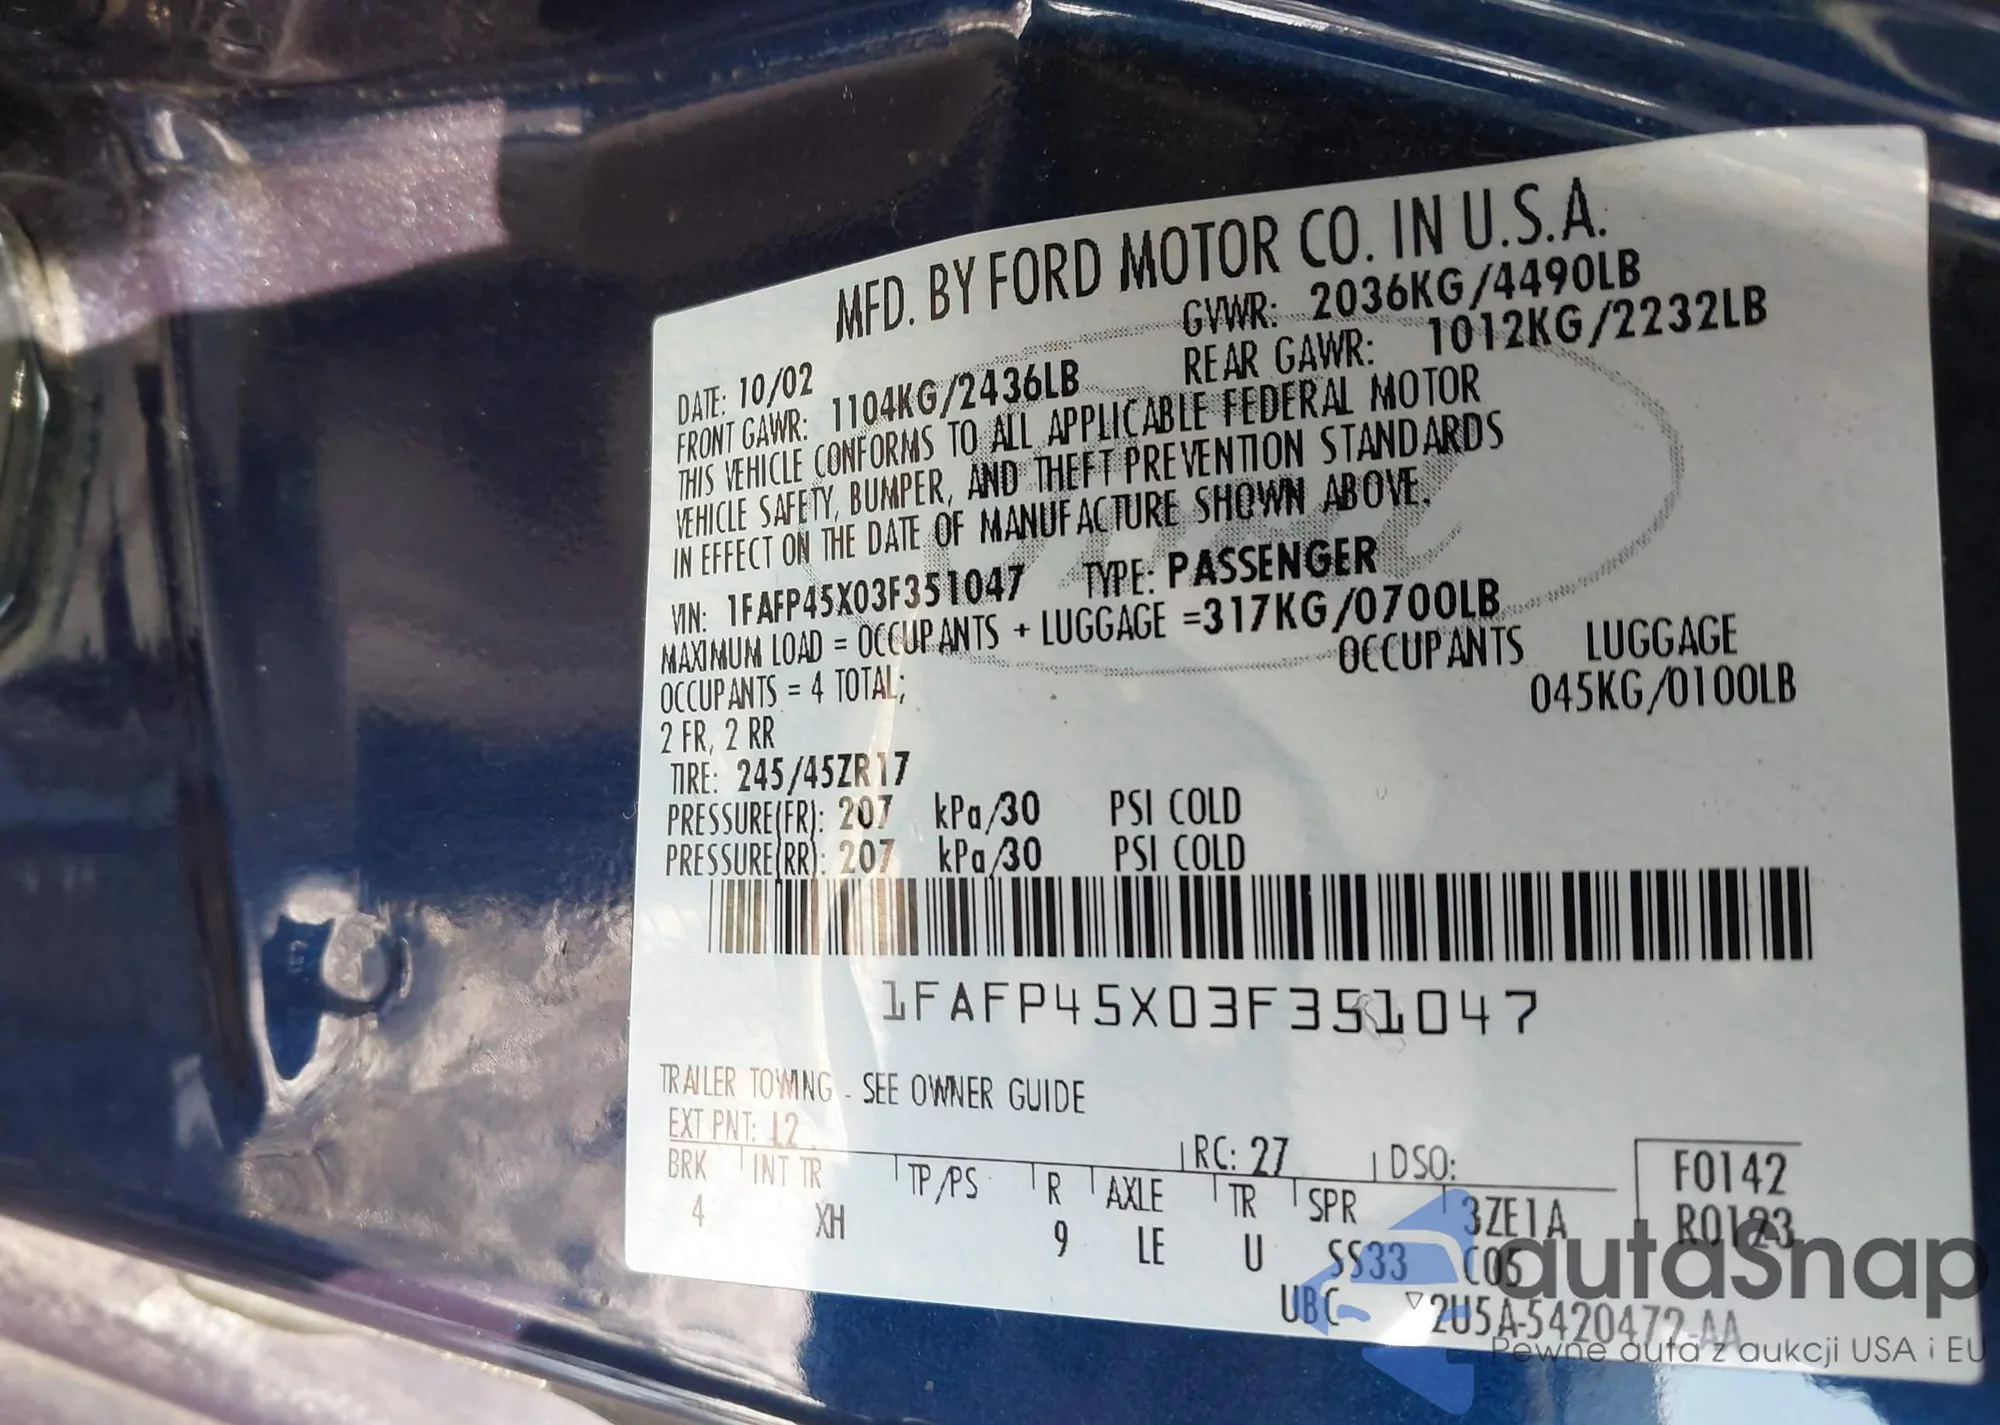 MFD. BY FORD MOTOR CO. IN U.S.A.
DATE: 10/02 GVWR: 2036KG/4490LB
FRONT GAWR: 1104KG/2436LB REAR GAWR: 1012KG/2232LB
THIS VEHICLE CONFORMS TO ALL APPLICABLE FEDERAL MOTOR
VEHICLE SAFETY, BUMPER, AND THEFT PREVENTION STANDARDS
IN EFFECT ON THE DATE OF MANUFACTURE SHOWN ABOVE.
VIN: 1FAFP45X03F351047 TYPE: PASSENGER
MAXIMUM LOAD = OCCUPANTS + LUGGAGE =317KG/0700LB
OCCUPANTS = 4 TOTAL; OCCUPANTS LUGGAGE
2 FR, 2 RR 045KG/0100LB
TIRE: 245/45ZR17
PRESSURE(FR): 207 kPa/30 PSI COLD
PRESSURE(RR): 207 kPa/30 PSI COLD
1FAFP45X03F351047
TRAILER TOWING - SEE OWNER GUIDE
EXT PNT: L2 RC: 27 DSO: F0142
BRK INT TR TP/PS R AXLE TR SPR 3ZE1A R0123
4 XH 9 LE U SS33 C05
UBC ▽2U5A-5420472-AA
autaSnap
Pewne auta z aukcji USA i EU